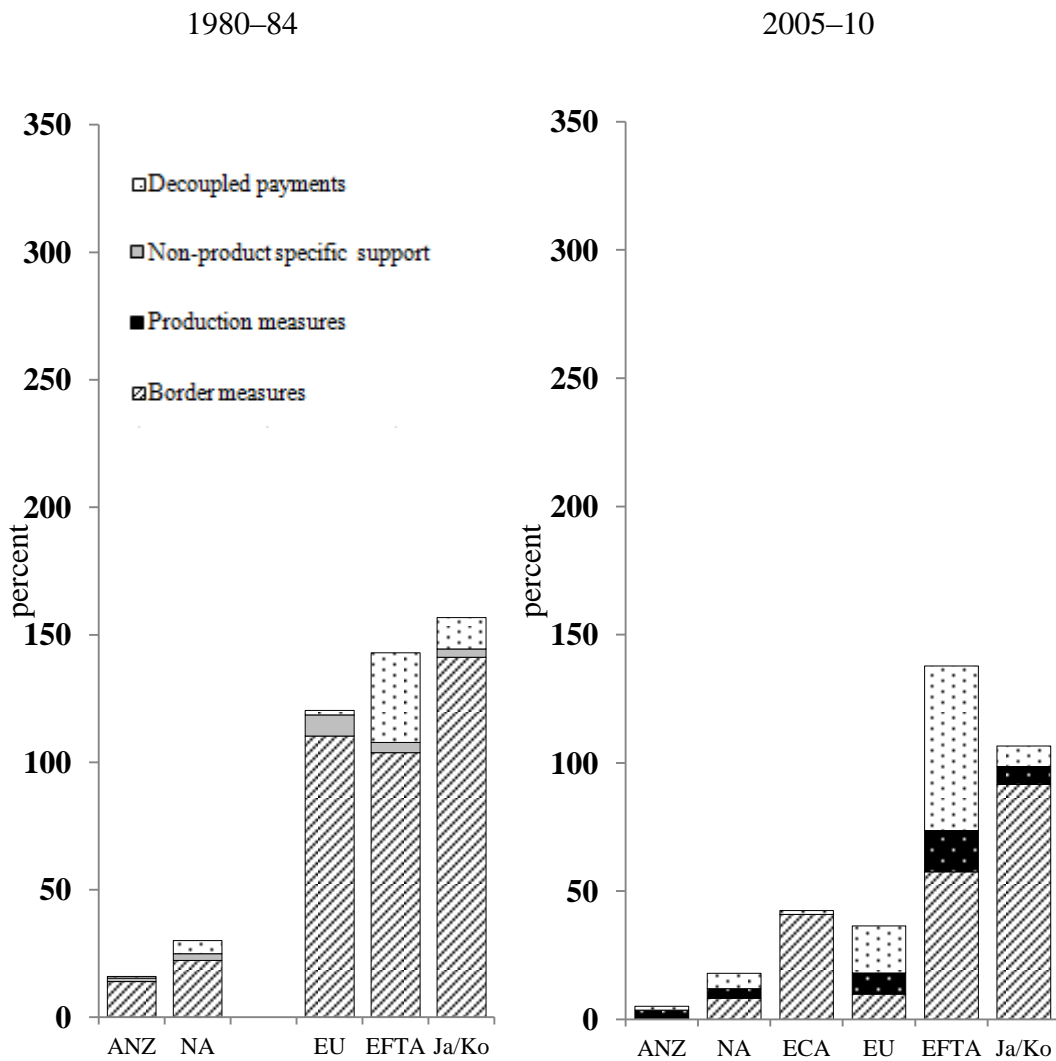 1980–84
350
300
250
200
150
100
50
0
percent
Decoupled payments
Non-product specific support
Production measures
Border measures
ANZ NA EU EFTA Ja/Ko
2005–10
350
300
250
200
150
100
50
0
percent
ANZ NA ECA EU EFTA Ja/Ko